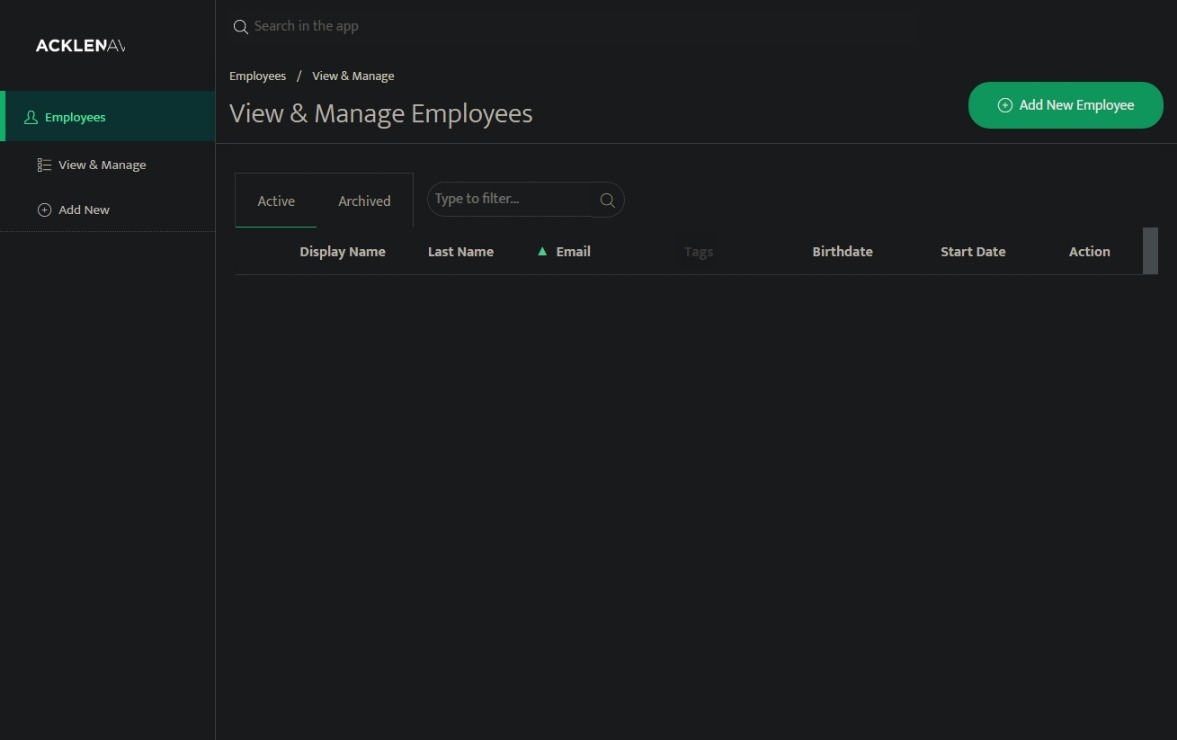 ACKLENAV
Search in the app
Employees / View & Manage
View & Manage Employees
Add New Employee
Employees
View & Manage
Add New
Active Archived Type to filter...
Display Name Last Name Email Tags Birthdate Start Date Action